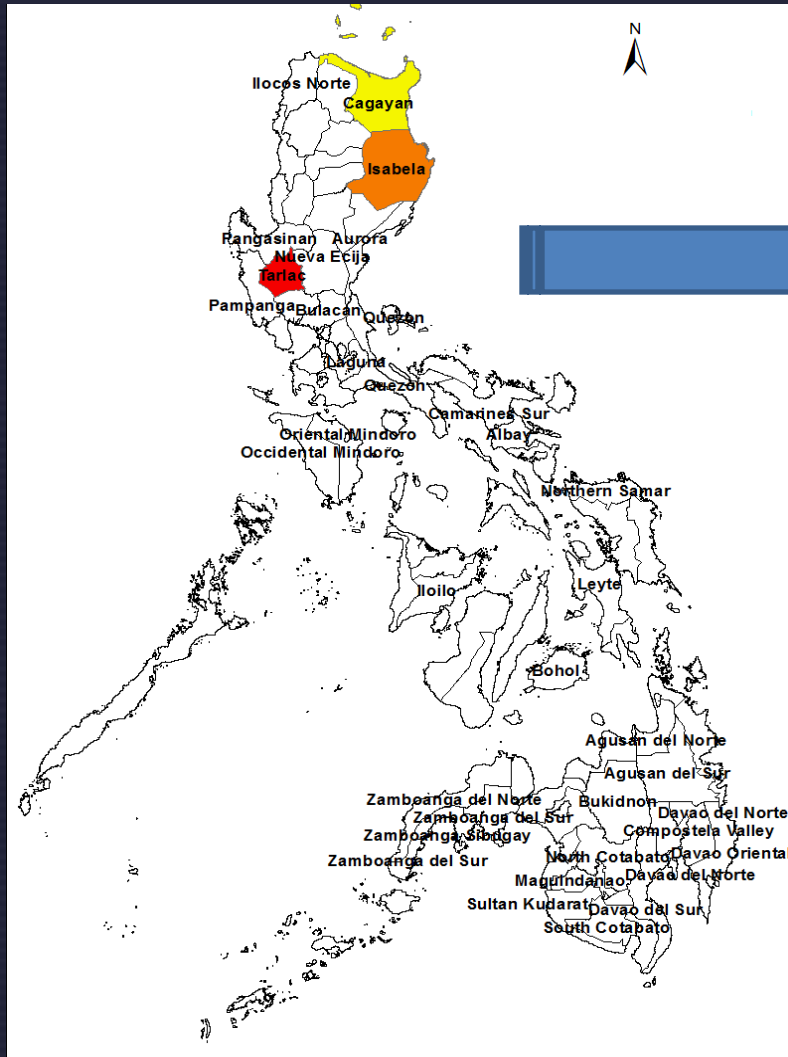 N
Ilocos Norte
Cagayan
Isabela
Pangasinan
Aurora
Nueva Ecija
Tarlac
Pampanga
Bulacan
Quezon
Laguna
Quezon
Camarines Sur
Oriental Mindoro
Albay
Occidental Mindoro
Northern Samar
Iloilo
Leyte
Bohol
Agusan del Norte
Agusan del Sur
Zamboanga del Norte
Bukidnon
Davao del Norte
Zamboanga del Sur
Compostela Valley
Zamboanga Sibugay
Zamboanga del Sur
North Cotabato
Davao Oriental
Maguindanao
Davao del Norte
Sultan Kudarat
Davao del Sur
South Cotabato